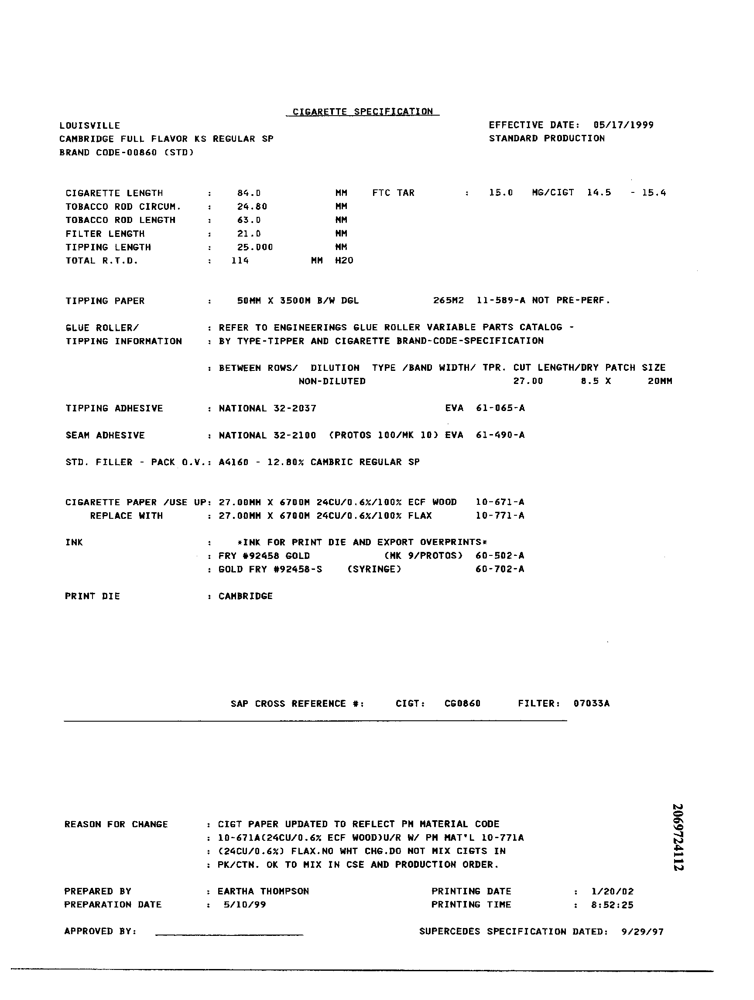 CIGARETTE SPECIFICATION
LOUISVILLE EFFECTIVE DATE: 05/17/1999
CAMBRIDGE FULL FLAVOR KS REGULAR SP STANDARD PRODUCTION
BRAND CODE-00860 (STD)
CIGARETTE LENGTH : 84.0 MM FTC TAR : 15.0 MG/CIGT 14.5 - 15.4
TOBACCO ROD CIRCUM. : 24.80 MM
TOBACCO ROD LENGTH : 63.0 MM
FILTER LENGTH : 21.0 MM
TIPPING LENGTH : 25.000 MM
TOTAL R.T.D. : 114 MM H2O
TIPPING PAPER : 50MM X 3500M B/W DGL 265M2 11-589-A NOT PRE-PERF.
GLUE ROLLER/ : REFER TO ENGINEERINGS GLUE ROLLER VARIABLE PARTS CATALOG -
TIPPING INFORMATION : BY TYPE-TIPPER AND CIGARETTE BRAND-CODE-SPECIFICATION
: BETWEEN ROWS/ DILUTION TYPE /BAND WIDTH/ TPR. CUT LENGTH/DRY PATCH SIZE
NON-DILUTED 27.00 8.5 X 20MM
TIPPING ADHESIVE : NATIONAL 32-2037 EVA 61-065-A
SEAM ADHESIVE : NATIONAL 32-2100 (PROTOS 100/MK 10) EVA 61-490-A
STD. FILLER - PACK O.V.: A4160 - 12.80% CAMBRIC REGULAR SP
CIGARETTE PAPER /USE UP: 27.00MM X 6700M 24CU/0.6%/100% ECF WOOD 10-671-A
REPLACE WITH : 27.00MM X 6700M 24CU/0.6%/100% FLAX 10-771-A
INK : *INK FOR PRINT DIE AND EXPORT OVERPRINTS*
: FRY #92458 GOLD (MK 9/PROTOS) 60-502-A
: GOLD FRY #92458-S (SYRINGE) 60-702-A
PRINT DIE : CAMBRIDGE
SAP CROSS REFERENCE #: CIGT: CG0860 FILTER: 07033A
REASON FOR CHANGE : CIGT PAPER UPDATED TO REFLECT PM MATERIAL CODE
: 10-671A(24CU/0.6% ECF WOOD)U/R W/ PM MAT'L 10-771A
: (24CU/0.6%) FLAX.NO WHT CHG.DO NOT MIX CIGTS IN
: PK/CTN. OK TO MIX IN CSE AND PRODUCTION ORDER.
PREPARED BY : EARTHA THOMPSON PRINTING DATE : 1/20/02
PREPARATION DATE : 5/10/99 PRINTING TIME : 8:52:25
APPROVED BY: SUPERCEDES SPECIFICATION DATED: 9/29/97
2069724112